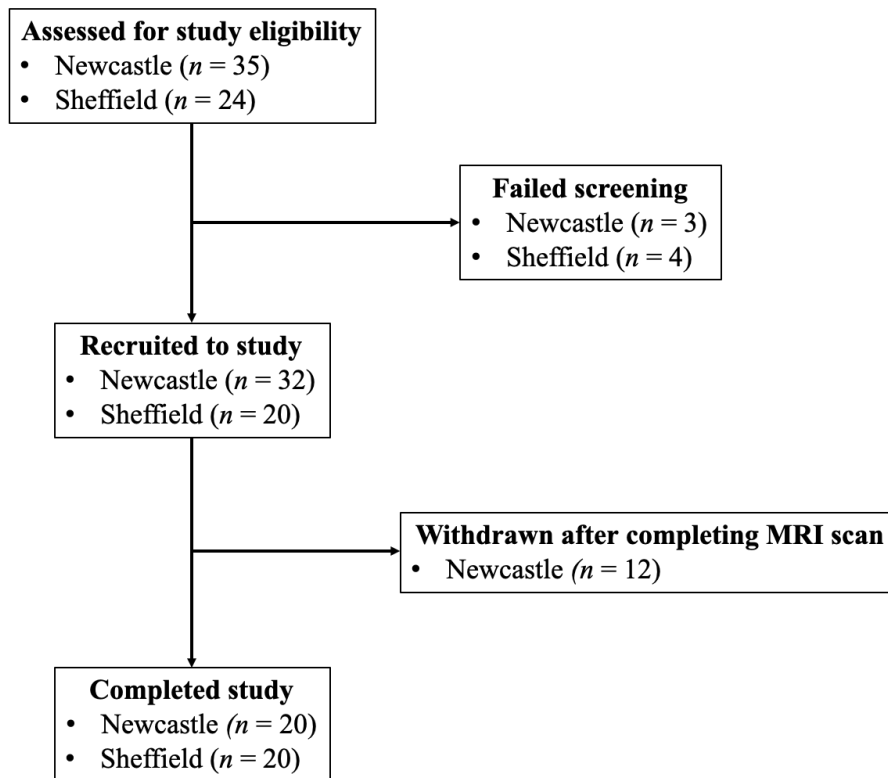 Assessed for study eligibility
• Newcastle (n = 35)
• Sheffield (n = 24)
Failed screening
• Newcastle (n = 3)
• Sheffield (n = 4)
Recruited to study
• Newcastle (n = 32)
• Sheffield (n = 20)
Withdrawn after completing MRI scan
• Newcastle (n = 12)
Completed study
• Newcastle (n = 20)
• Sheffield (n = 20)